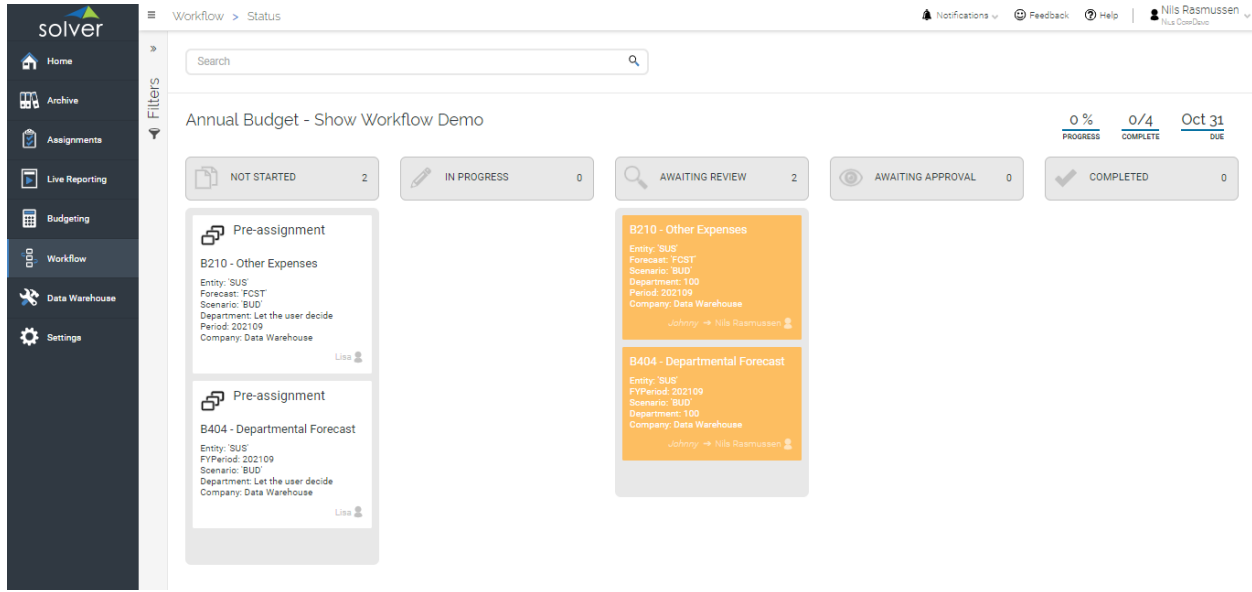 solver
Home
Archive
Assignments
Live Reporting
Budgeting
Workflow
Data Warehouse
Settings
Workflow > Status
Notifications
Feedback
Help
Nils Rasmussen
Nils CorpDemo
Filters
Search
Annual Budget - Show Workflow Demo
0 %
PROGRESS
0/4
COMPLETE
Oct 31
DUE
NOT STARTED 2
IN PROGRESS 0
AWAITING REVIEW 2
AWAITING APPROVAL 0
COMPLETED 0
Pre-assignment
B210 - Other Expenses
Entity: 'SUS'
Forecast: 'FCST'
Scenario: 'BUD'
Department: Let the user decide
Period: 202109
Company: Data Warehouse
Lisa
Pre-assignment
B404 - Departmental Forecast
Entity: 'SUS'
FYPeriod: 202109
Scenario: 'BUD'
Department: Let the user decide
Company: Data Warehouse
Lisa
B210 - Other Expenses
Entity: 'SUS'
Forecast: 'FCST'
Scenario: 'BUD'
Department: 100
Period: 202109
Company: Data Warehouse
Johnny ➔ Nils Rasmussen
B404 - Departmental Forecast
Entity: 'SUS'
FYPeriod: 202109
Scenario: 'BUD'
Department: 100
Company: Data Warehouse
Johnny ➔ Nils Rasmussen